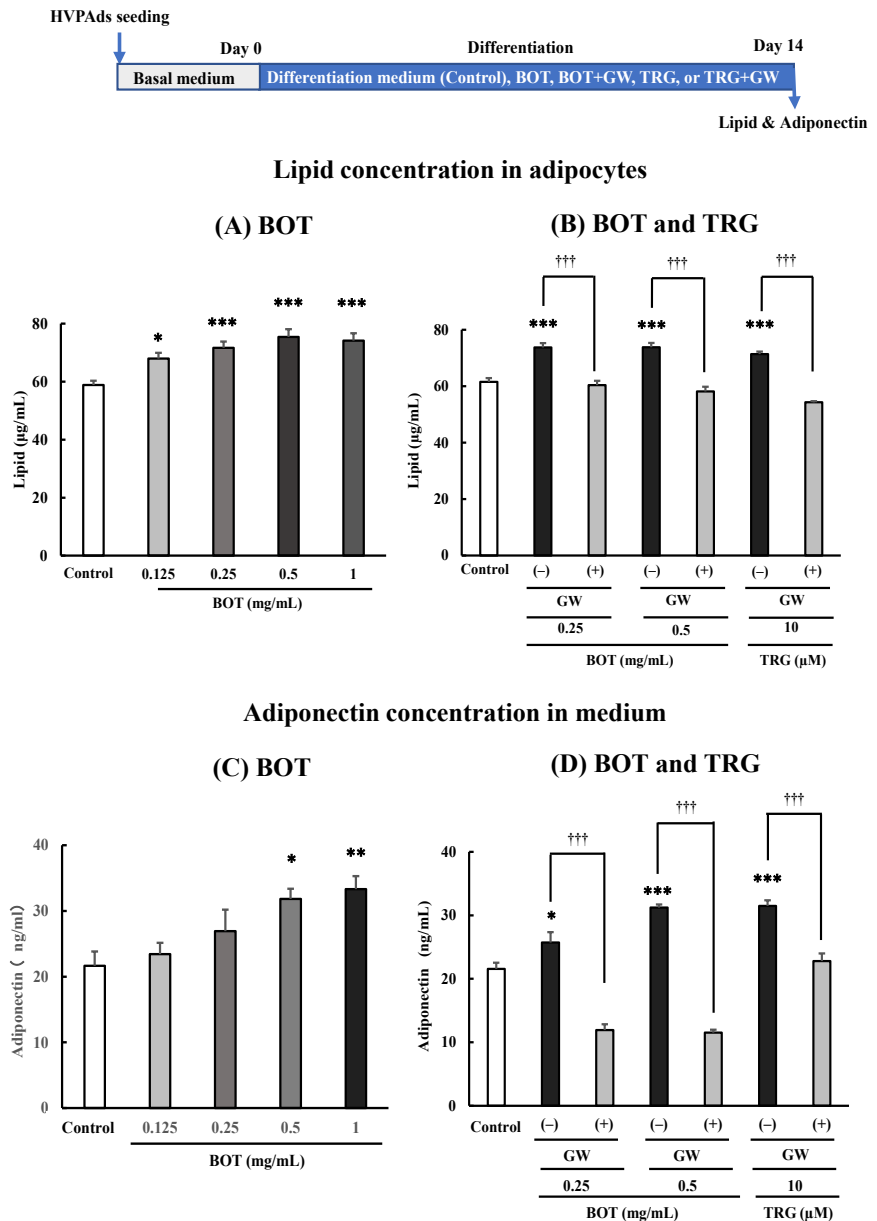 HVPAds seeding
Day 0 Differentiation Day 14
Basal medium Differentiation medium (Control), BOT, BOT+GW, TRG, or TRG+GW
Lipid & Adiponectin
Lipid concentration in adipocytes
(A) BOT
Lipid (µg/mL)
80
60
40
20
0
* *** *** ***
Control 0.125 0.25 0.5 1
BOT (mg/mL)
(B) BOT and TRG
Lipid (µg/mL)
80
60
40
20
0
††† ††† †††
*** *** ***
Control (–) (+) (–) (+) (–) (+)
GW GW GW
0.25 0.5 10
BOT (mg/mL) TRG (µM)
Adiponectin concentration in medium
(C) BOT
Adiponectin ( ng/ml)
40
30
20
10
0
* **
Control 0.125 0.25 0.5 1
BOT (mg/mL)
(D) BOT and TRG
Adiponectin (ng/mL)
40
30
20
10
0
††† ††† †††
* *** ***
Control (–) (+) (–) (+) (–) (+)
GW GW GW
0.25 0.5 10
BOT (mg/mL) TRG (µM)